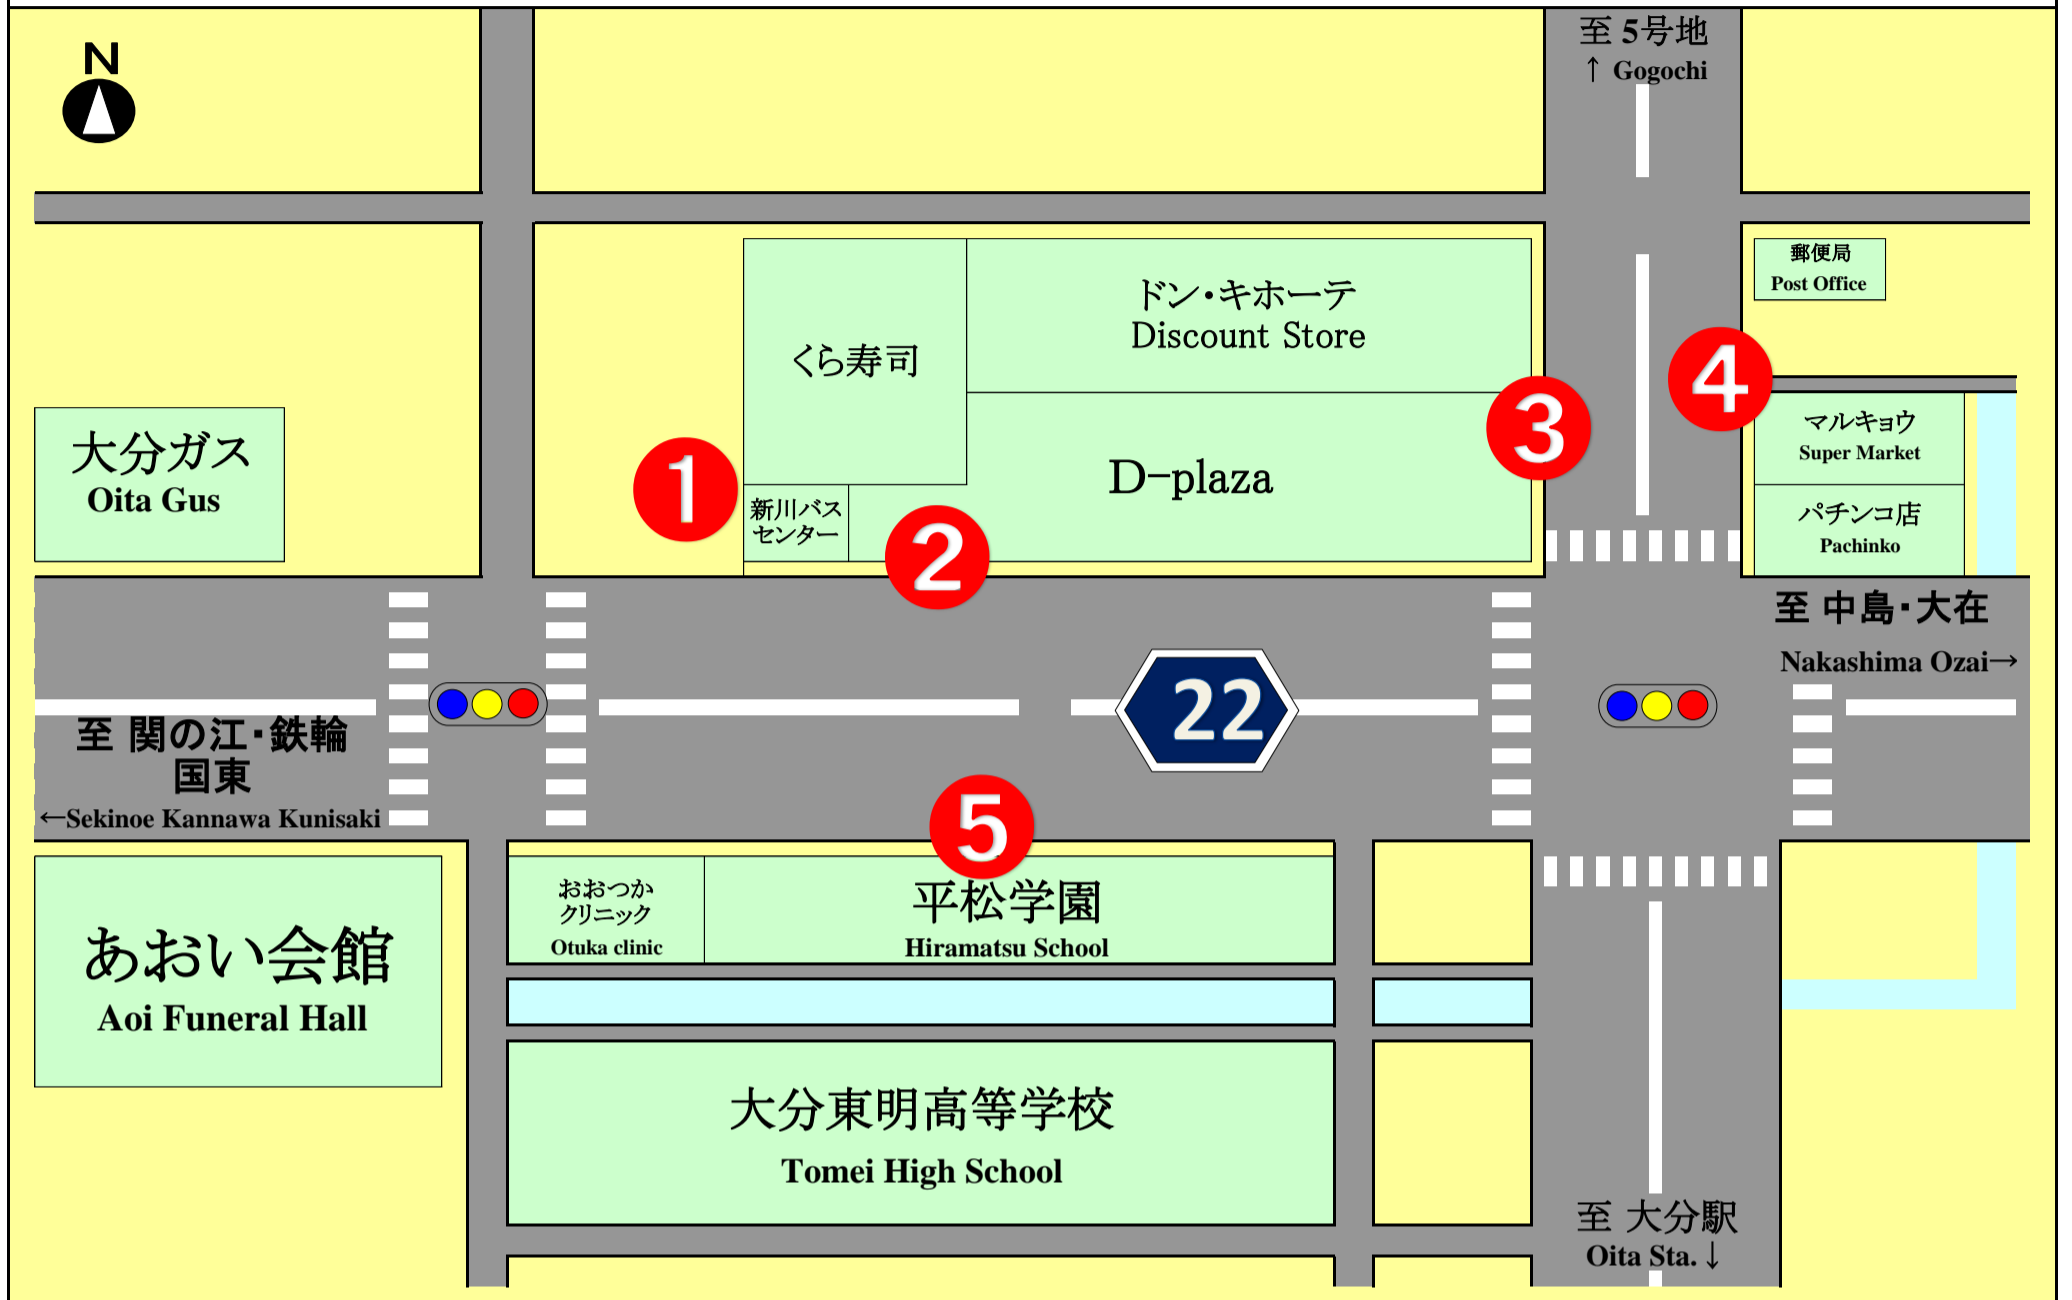 N
至 5号地
↑ Gogochi
郵便局
Post Office
ドン・キホーテ
Discount Store
くら寿司
4
3
マルキョウ
Super Market
大分ガス
Oita Gus
1
D-plaza
新川バス
センター
2
パチンコ店
Pachinko
至 中島・大在
Nakashima Ozai→
22
至 関の江・鉄輪
国東
←Sekinoe Kannawa Kunisaki
5
おおつか
クリニック
Otuka clinic
平松学園
Hiramatsu School
あおい会館
Aoi Funeral Hall
大分東明高等学校
Tomei High School
至 大分駅
Oita Sta.↓